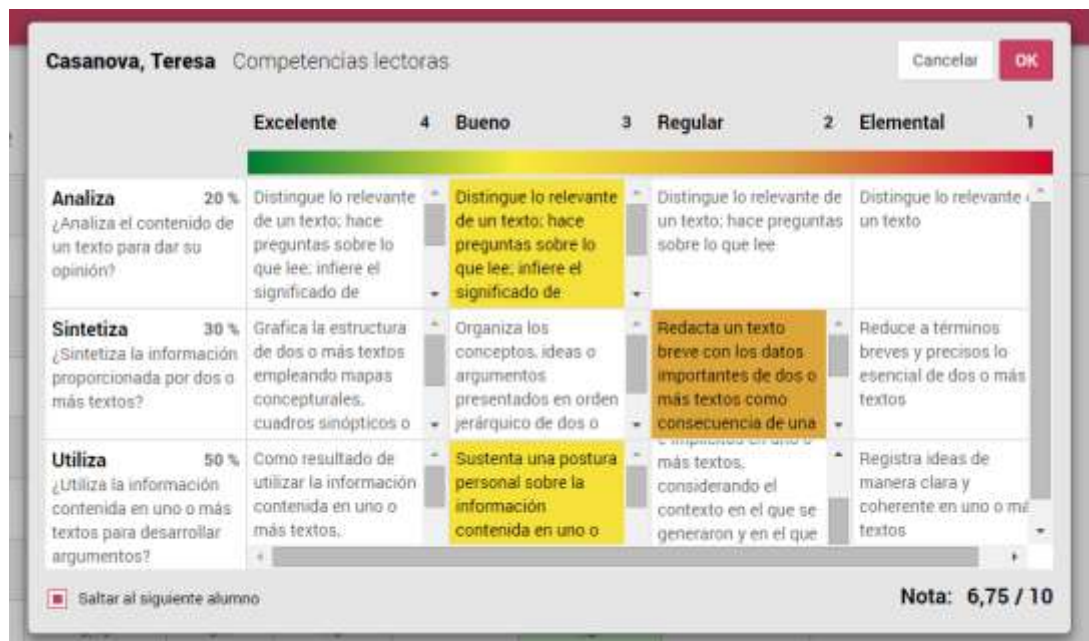 Casanova, Teresa Competencias lectoras
Cancelar OK
Excelente 4 Bueno 3 Regular 2 Elemental 1
Analiza 20 %
¿Analiza el contenido de
un texto para dar su
opinión?
Distingue lo relevante
de un texto; hace
preguntas sobre lo
que lee; infiere el
significado de
Distingue lo relevante
de un texto; hace
preguntas sobre lo
que lee; infiere el
significado de
Distingue lo relevante de
un texto; hace preguntas
sobre lo que lee
Distingue lo relevante
un texto
Sintetiza 30 %
¿Sintetiza la información
proporcionada por dos o
más textos?
Grafica la estructura
de dos o más textos
empleando mapas
concepturales,
cuadros sinópticos o
Organiza los
conceptos, ideas o
argumentos
presentados en orden
jerárquico de dos o
Redacta un texto
breve con los datos
importantes de dos o
más textos como
consecuencia de una
Reduce a términos
breves y precisos lo
esencial de dos o más
textos
Utiliza 50 %
¿Utiliza la información
contenida en uno o más
textos para desarrollar
argumentos?
Como resultado de
utilizar la información
contenida en uno o
más textos,
Sustenta una postura
personal sobre la
información
contenida en uno o
más textos,
considerando el
contexto en el que se
generaron y en el que
Registra ideas de
manera clara y
coherente en uno o
textos
Saltar al siguiente alumno
Nota: 6,75 / 10